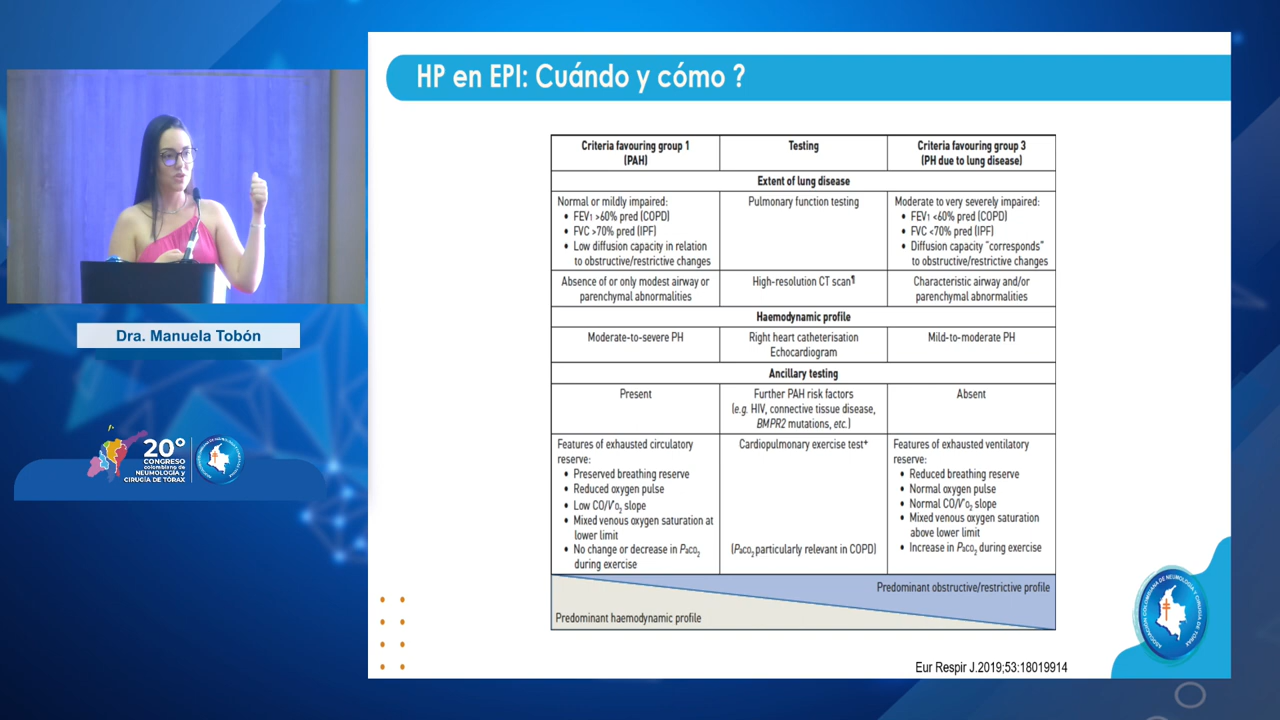 HP en EPI: Cuándo y cómo ?
Criteria favouring group 1
(PAH)
Testing
Criteria favouring group 3
(PH due to lung disease)
Extent of lung disease
Normal or mildly impaired:
• FEV1 >60% pred (COPD)
• FVC >70% pred (IPF)
• Low diffusion capacity in relation
to obstructive/restrictive changes
Pulmonary function testing
Moderate to very severely impaired:
• FEV1 <60% pred (COPD)
• FVC <70% pred (IPF)
• Diffusion capacity "corresponds"
to obstructive/restrictive changes
Absence of or only modest airway or
parenchymal abnormalities
High-resolution CT scan¶
Characteristic airway and/or
parenchymal abnormalities
Haemodynamic profile
Moderate-to-severe PH
Right heart catheterisation
Echocardiogram
Mild-to-moderate PH
Ancillary testing
Present
Further PAH risk factors
(e.g. HIV, connective tissue disease,
BMPR2 mutations, etc.)
Absent
Features of exhausted circulatory
reserve:
• Preserved breathing reserve
• Reduced oxygen pulse
• Low CO/V′O2 slope
• Mixed venous oxygen saturation at
lower limit
• No change or decrease in PaCO2
during exercise
Cardiopulmonary exercise test+
(PaCO2 particularly relevant in COPD)
Features of exhausted ventilatory
reserve:
• Reduced breathing reserve
• Normal oxygen pulse
• Normal CO/V′O2 slope
• Mixed venous oxygen saturation
above lower limit
• Increase in PaCO2 during exercise
Predominant obstructive/restrictive profile
Predominant haemodynamic profile
Eur Respir J.2019;53:18019914
Dra. Manuela Tobón
20°
CONGRESO
colombiano de
NEUMOLOGÍA y
CIRUGÍA DE TÓRAX
ASOCIACIÓN COLOMBIANA DE NEUMOLOGÍA Y CIRUGÍA DE TÓRAX